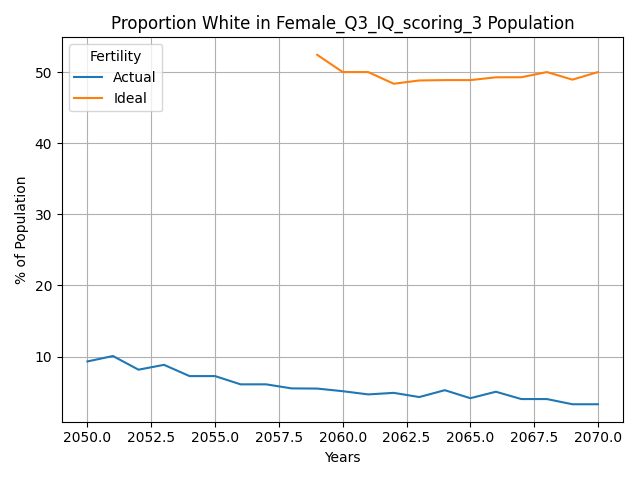 Proportion White in Female_Q3_IQ_scoring_3 Population
Fertility
Actual
Ideal
% of Population
50
40
30
20
10
2050.0 2052.5 2055.0 2057.5 2060.0 2062.5 2065.0 2067.5 2070.0
Years